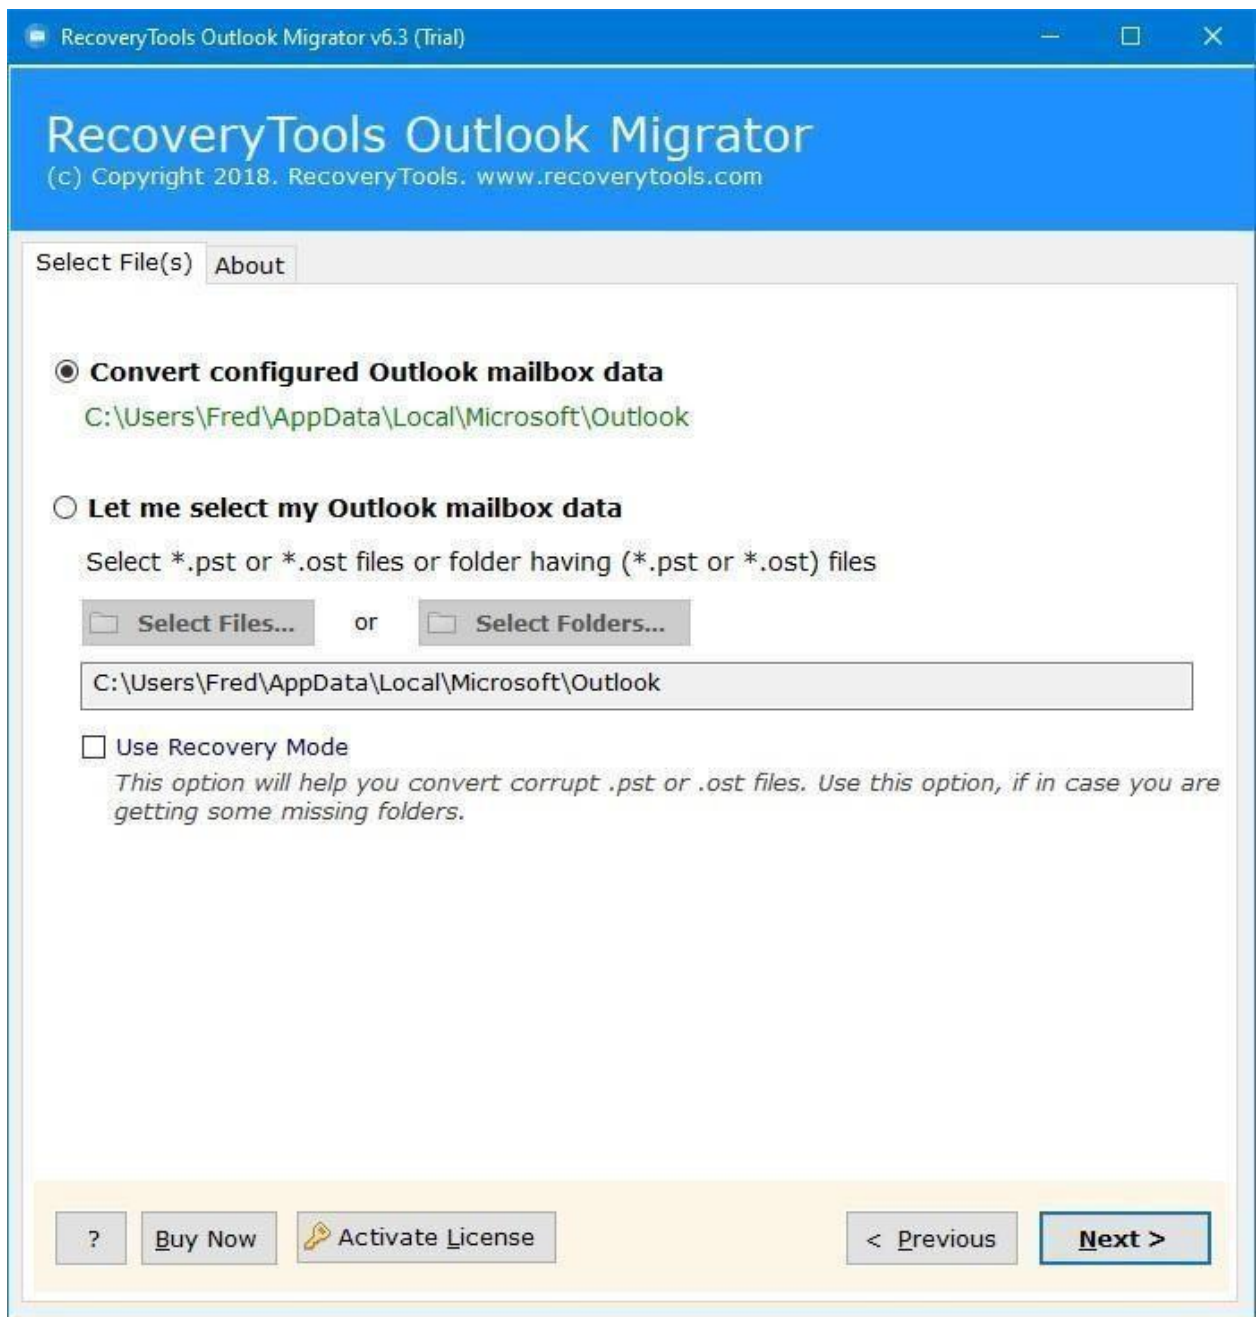 RecoveryTools Outlook Migrator v6.3 (Trial)
RecoveryTools Outlook Migrator
(c) Copyright 2018. RecoveryTools. www.recoverytools.com
Select File(s) About
Convert configured Outlook mailbox data
C:\Users\Fred\AppData\Local\Microsoft\Outlook
Let me select my Outlook mailbox data
Select *.pst or *.ost files or folder having (*.pst or *.ost) files
Select Files... or Select Folders...
C:\Users\Fred\AppData\Local\Microsoft\Outlook
Use Recovery Mode
This option will help you convert corrupt .pst or .ost files. Use this option, if in case you are
getting some missing folders.
? Buy Now Activate License < Previous Next >